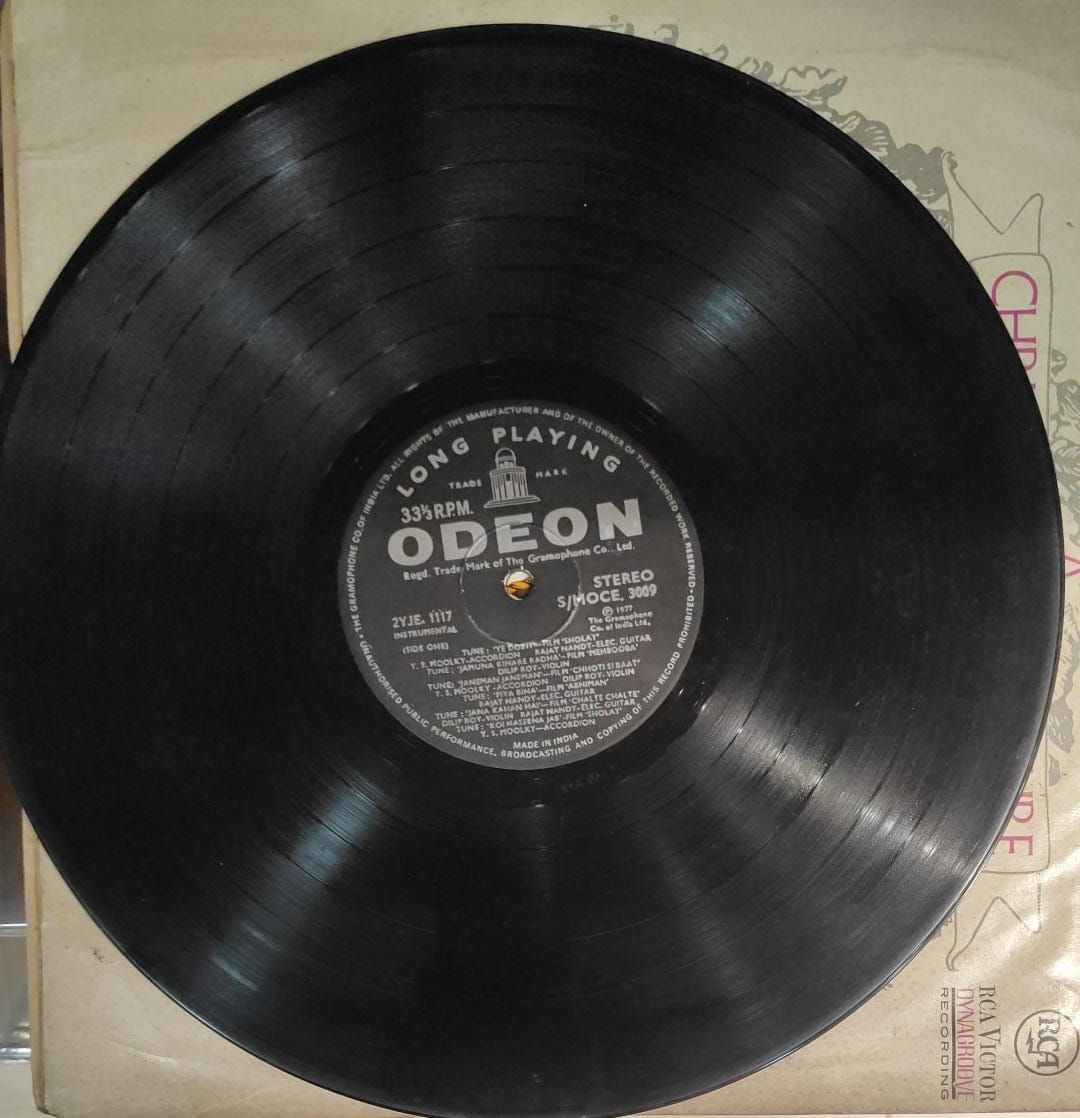 THE GRAMOPHONE CO. OF INDIA LTD. ALL RIGHTS OF THE MANUFACTURER AND OF THE OWNER OF THE RECORDED WORK RESERVED
UNAUTHORISED PUBLIC PERFORMANCE, BROADCASTING AND COPYING OF THIS RECORD PROHIBITED
LONG PLAYING
TRADE MARK
33⅓ R.P.M.
ODEON
Regd. Trade Mark of The Gramophone Co., Ltd.
STEREO
S/MOCE. 3009
2YJE. 1117
Ⓟ 1977
The Gramophone
Co. of India Ltd.
INSTRUMENTAL
(SIDE ONE)
TUNE: 'YE DOSTI'—FILM 'SHOLAY'
Y. S. MOOLKY-ACCORDION RAJAT NANDY-ELEC. GUITAR
TUNE: 'JAMUNA KINARE RADHA'—FILM 'MEHBOOBA'
DILIP ROY-VIOLIN
TUNE: 'JANEMAN JANEMAN'—FILM 'CHHOTI SI BAAT'
Y. S. MOOLKY-ACCORDION DILIP ROY-VIOLIN
TUNE: 'PIYA BINA'—FILM 'ABHIMAN'
RAJAT NANDY-ELEC. GUITAR
TUNE: 'JANA KAHAN HAI'—FILM 'CHALTE CHALTE'
DILIP ROY-VIOLIN RAJAT NANDY-ELEC. GUITAR
TUNE: 'KOI HASEENA JAB'-FILM 'SHOLAY'
Y. S. MOOLKY—ACCORDION
MADE IN INDIA
RCA VICTOR
DYNAGROOVE
RECORDING
RCA